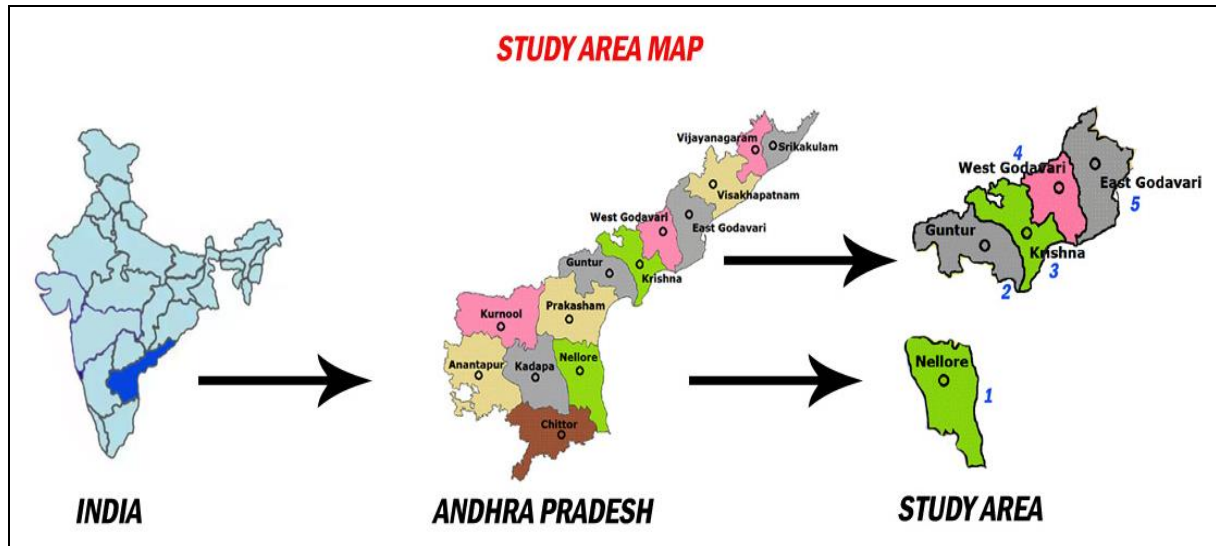 STUDY AREA MAP
Vijayanagaram
Srikakulam
Visakhapatnam
West Godavari
East Godavari
Guntur
Krishna
Prakasham
Kurnool
Nellore
Anantapur
Kadapa
Chittor
4
West Godavari
East Godavari
5
Guntur
Krishna
3
2
Nellore
1
INDIA
ANDHRA PRADESH
STUDY AREA